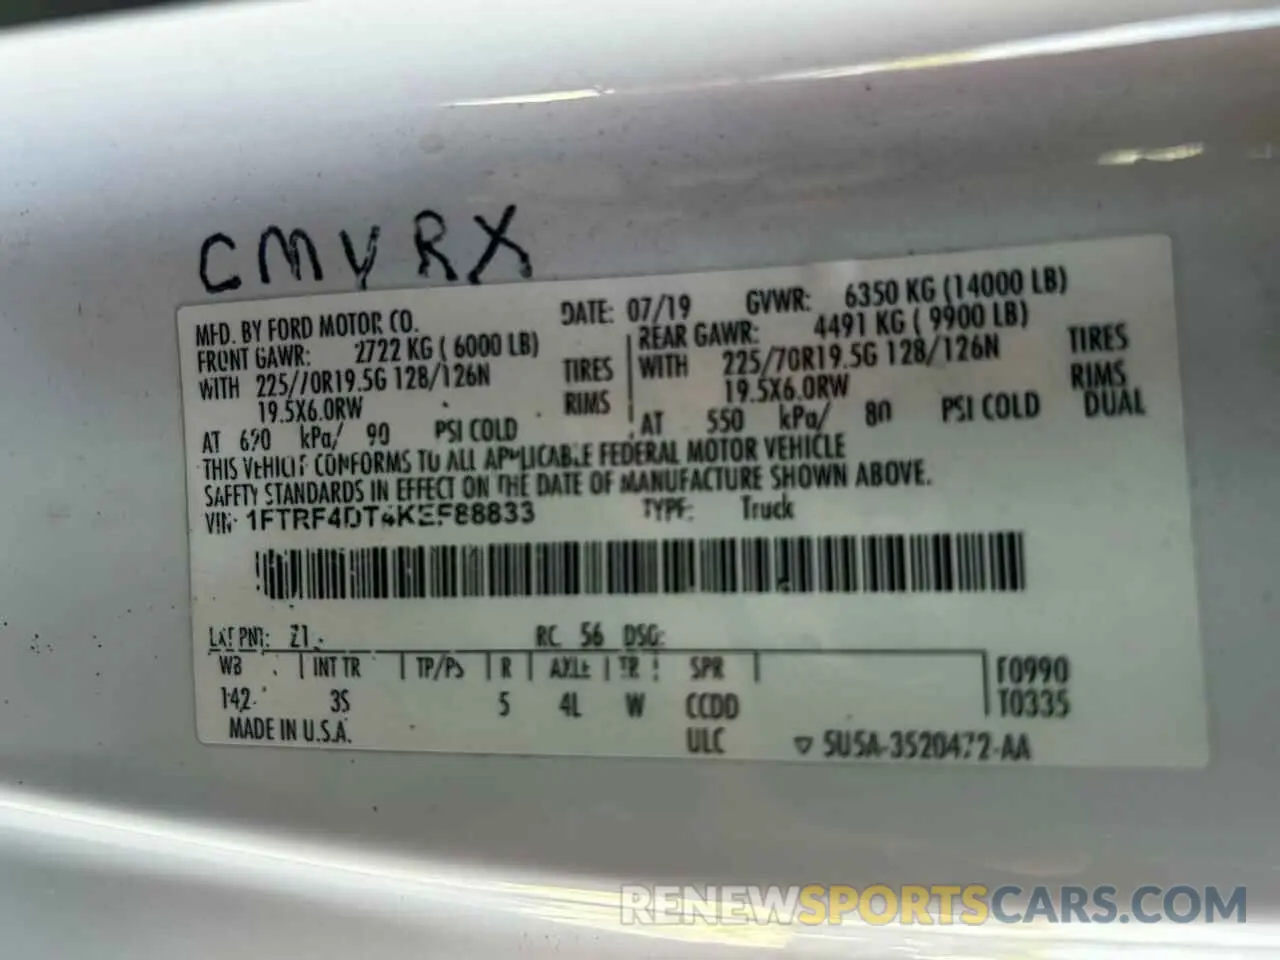 CMYRX
MFD. BY FORD MOTOR CO. DATE: 07/19 GVWR: 6350 KG (14000 LB)
FRONT GAWR: 2722 KG ( 6000 LB) REAR GAWR: 4491 KG ( 9900 LB)
WITH 225/70R19.5G 128/126N TIRES WITH 225/70R19.5G 128/126N TIRES
19.5X6.0RW RIMS 19.5X6.0RW RIMS
AT 620 kPa/ 90 PSI COLD AT 550 kPa/ 80 PSI COLD DUAL
THIS VEHICLE CONFORMS TO ALL APPLICABLE FEDERAL MOTOR VEHICLE
SAFETY STANDARDS IN EFFECT ON THE DATE OF MANUFACTURE SHOWN ABOVE.
VIN: 1FTRF4DT4KEF88833 TYPE: Truck
EXT PNT: Z1 RC: 56 DSO:
WB INT TR TP/PS R AXLE TR SPR F0990
142 3S 5 4L W CCDD T0335
MADE IN U.S.A. ULC ▽ 5U5A-3520472-AA
RENEWSPORTSCARS.COM